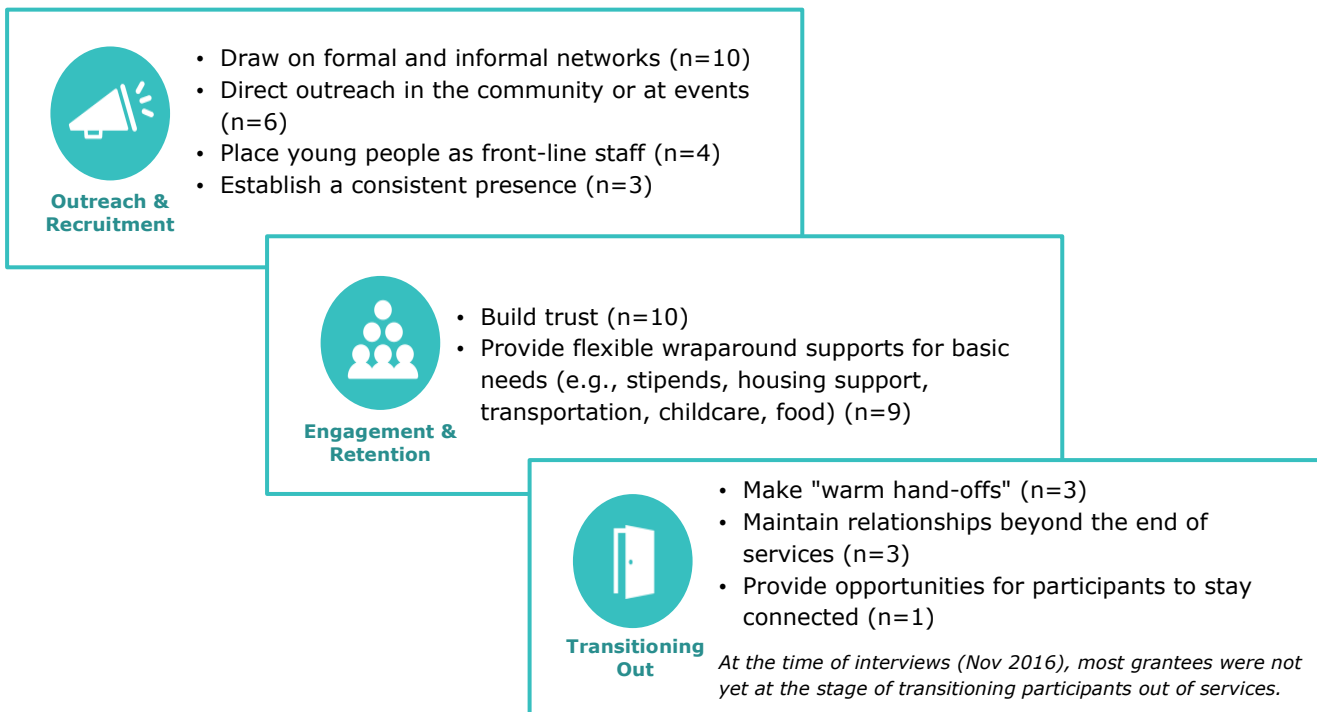 • Draw on formal and informal networks (n=10)
• Direct outreach in the community or at events
(n=6)
• Place young people as front-line staff (n=4)
• Establish a consistent presence (n=3)
Outreach &
Recruitment
• Build trust (n=10)
• Provide flexible wraparound supports for basic
needs (e.g., stipends, housing support,
transportation, childcare, food) (n=9)
Engagement &
Retention
• Make "warm hand-offs" (n=3)
• Maintain relationships beyond the end of
services (n=3)
• Provide opportunities for participants to stay
connected (n=1)
Transitioning
Out
At the time of interviews (Nov 2016), most grantees were not
yet at the stage of transitioning participants out of services.